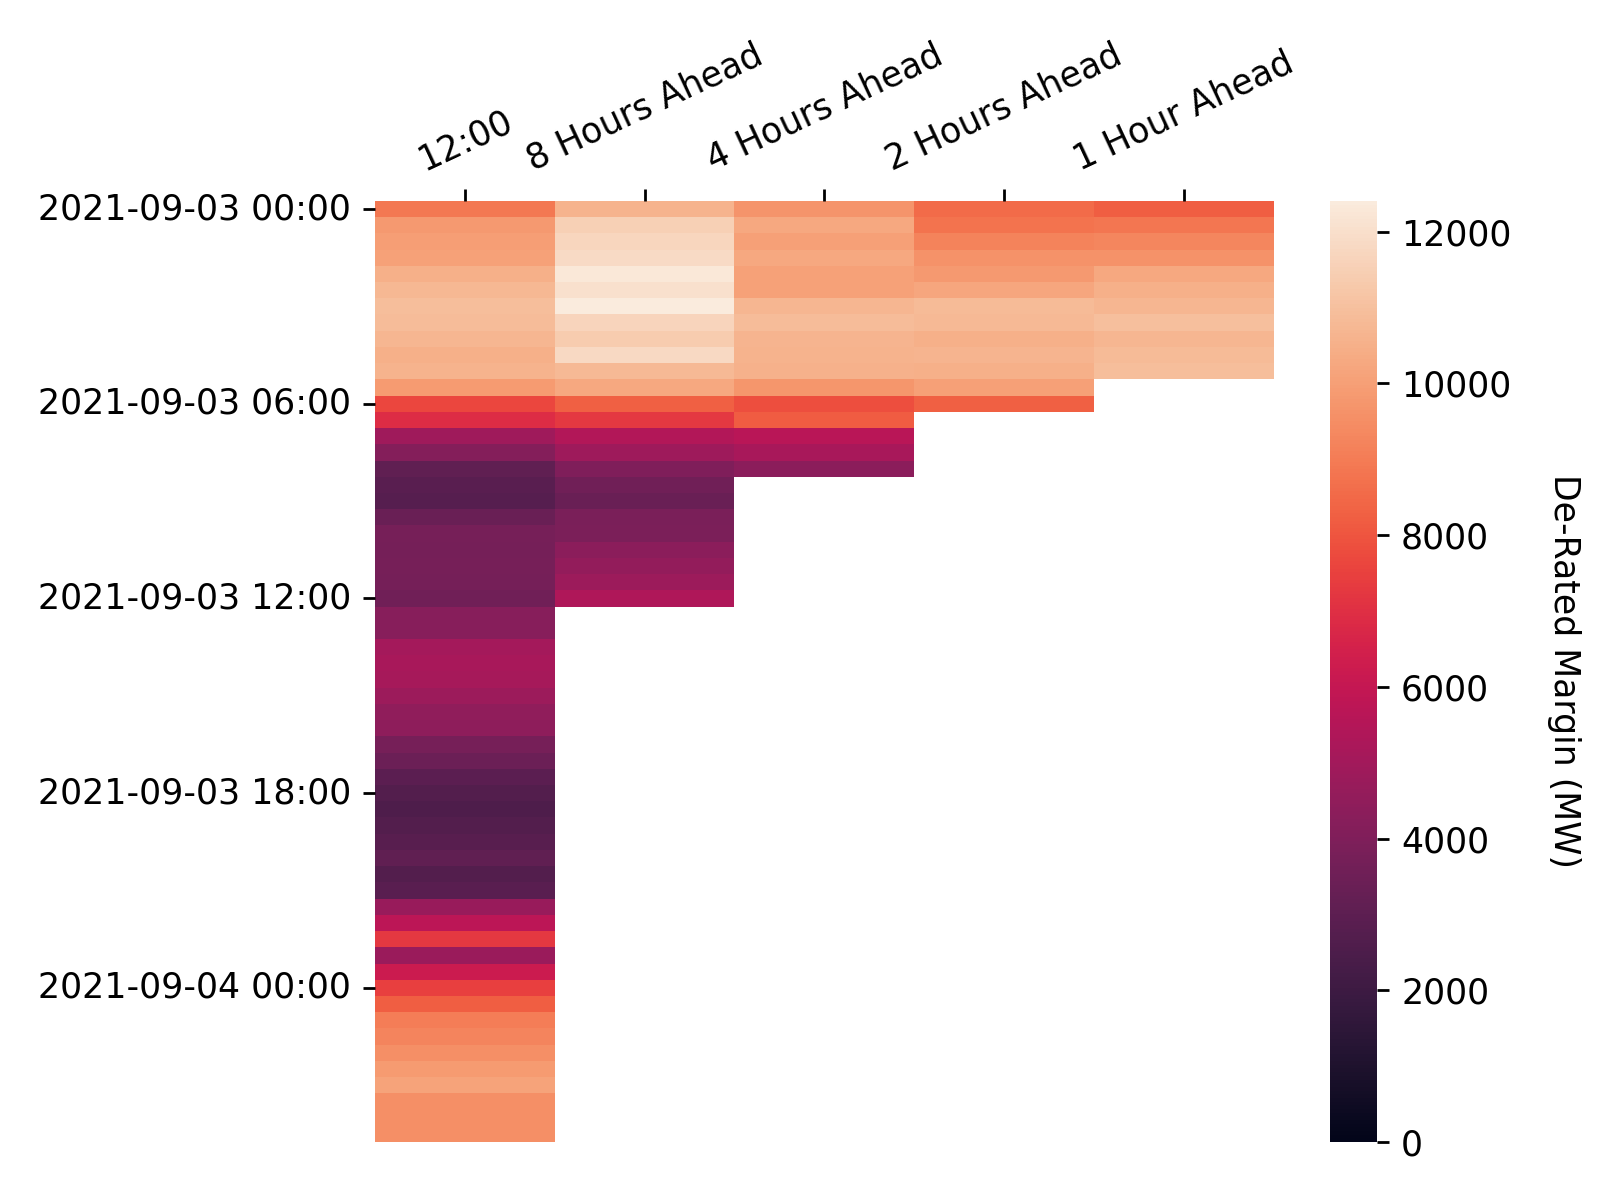 12:00
8 Hours Ahead
4 Hours Ahead
2 Hours Ahead
1 Hour Ahead
2021-09-03 00:00
2021-09-03 06:00
2021-09-03 12:00
2021-09-03 18:00
2021-09-04 00:00
12000
10000
8000
6000
4000
2000
0
De-Rated Margin (MW)